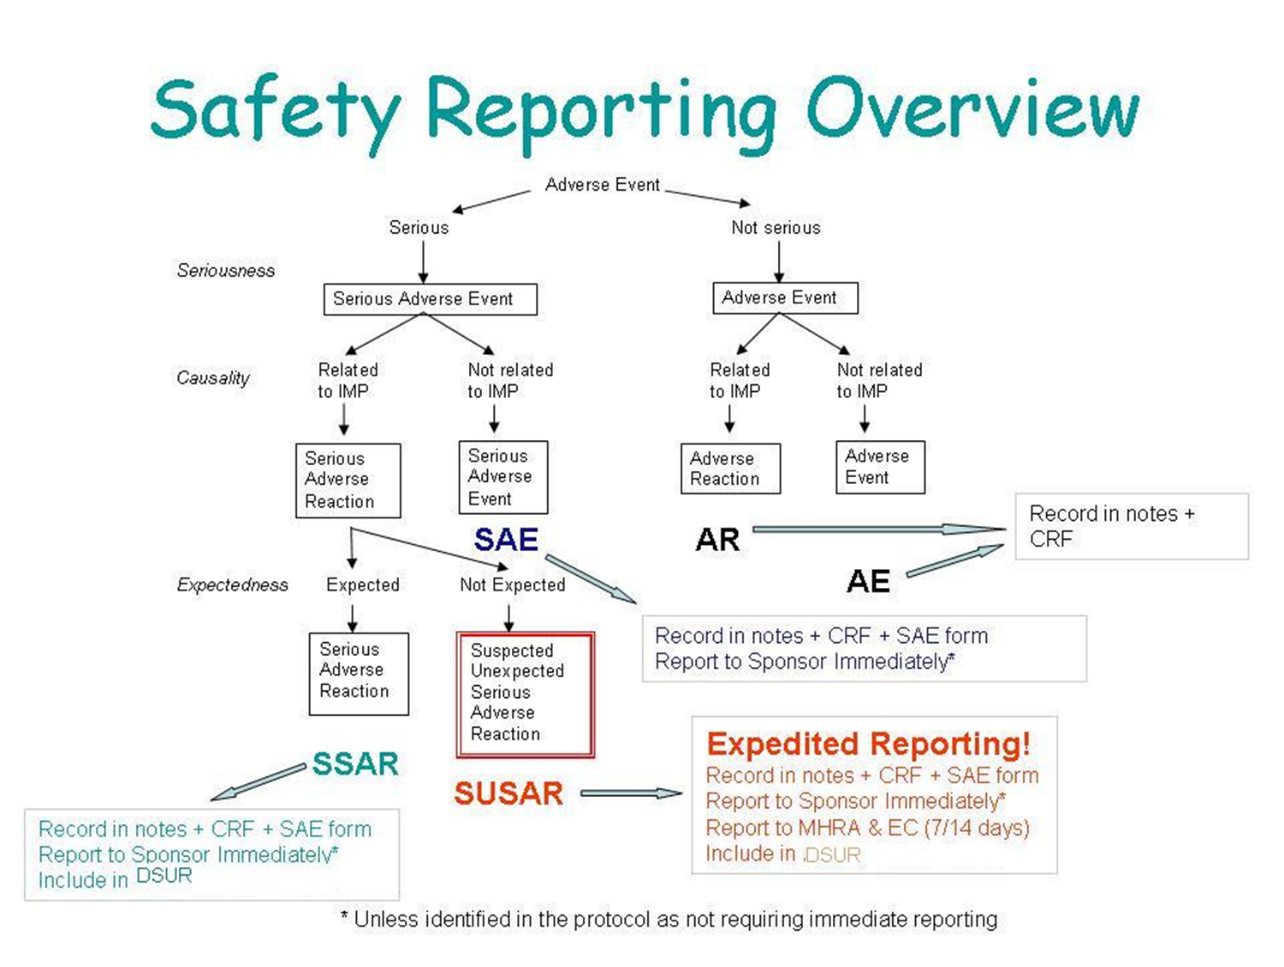 Safety Reporting Overview
Adverse Event
Serious
Not serious
Seriousness
Serious Adverse Event
Adverse Event
Causality
Related
to IMP
Not related
to IMP
Related
to IMP
Not related
to IMP
Serious
Adverse
Reaction
Serious
Adverse
Event
Adverse
Reaction
Adverse
Event
SAE
AR
AE
Record in notes +
CRF
Expectedness
Expected
Not Expected
Record in notes + CRF + SAE form
Report to Sponsor Immediately*
Serious
Adverse
Reaction
Suspected
Unexpected
Serious
Adverse
Reaction
SSAR
SUSAR
Expedited Reporting!
Record in notes + CRF + SAE form
Report to Sponsor Immediately*
Report to MHRA & EC (7/14 days)
Include in DSUR
Record in notes + CRF + SAE form
Report to Sponsor Immediately*
Include in DSUR
* Unless identified in the protocol as not requiring immediate reporting